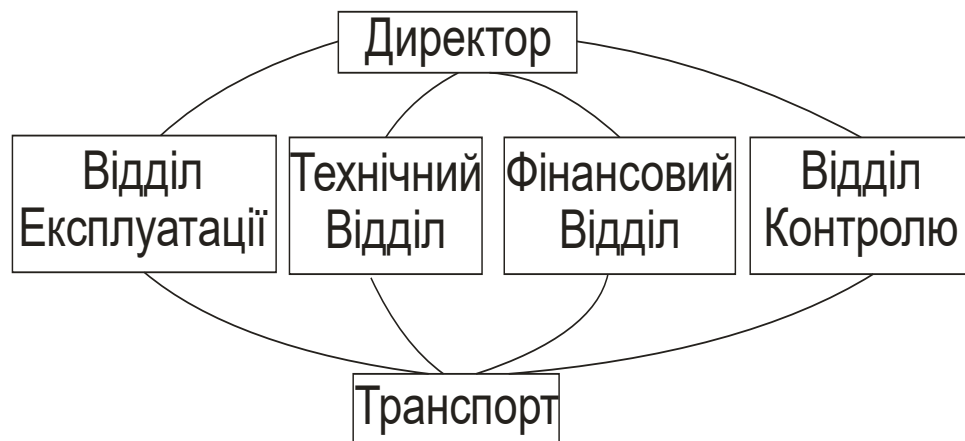 Директор
Відділ
Експлуатації
Технічний
Відділ
Фінансовий
Відділ
Відділ
Контролю
Транспорт